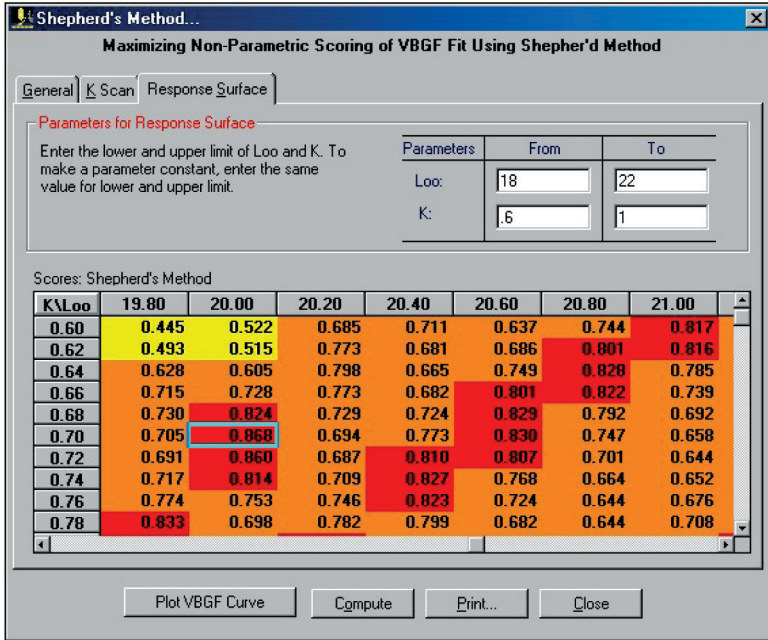 Shepherd's Method...
Maximizing Non-Parametric Scoring of VBGF Fit Using Shepher'd Method
General K Scan Response Surface
Parameters for Response Surface
Enter the lower and upper limit of Loo and K. To
make a parameter constant, enter the same
value for lower and upper limit.
Parameters From To
Loo: 18 22
K: .6 1
Scores: Shepherd's Method
K\Loo 19.80 20.00 20.20 20.40 20.60 20.80 21.00
0.60 0.445 0.522 0.685 0.711 0.637 0.744 0.817
0.62 0.493 0.515 0.773 0.681 0.686 0.801 0.816
0.64 0.628 0.605 0.798 0.665 0.749 0.828 0.785
0.66 0.715 0.728 0.773 0.682 0.801 0.822 0.739
0.68 0.730 0.824 0.729 0.724 0.829 0.792 0.692
0.70 0.705 0.868 0.694 0.773 0.830 0.747 0.658
0.72 0.691 0.860 0.687 0.810 0.807 0.701 0.644
0.74 0.717 0.814 0.709 0.827 0.768 0.664 0.652
0.76 0.774 0.753 0.746 0.823 0.724 0.644 0.676
0.78 0.833 0.698 0.782 0.799 0.682 0.644 0.708
Plot VBGF Curve Compute Print... Close